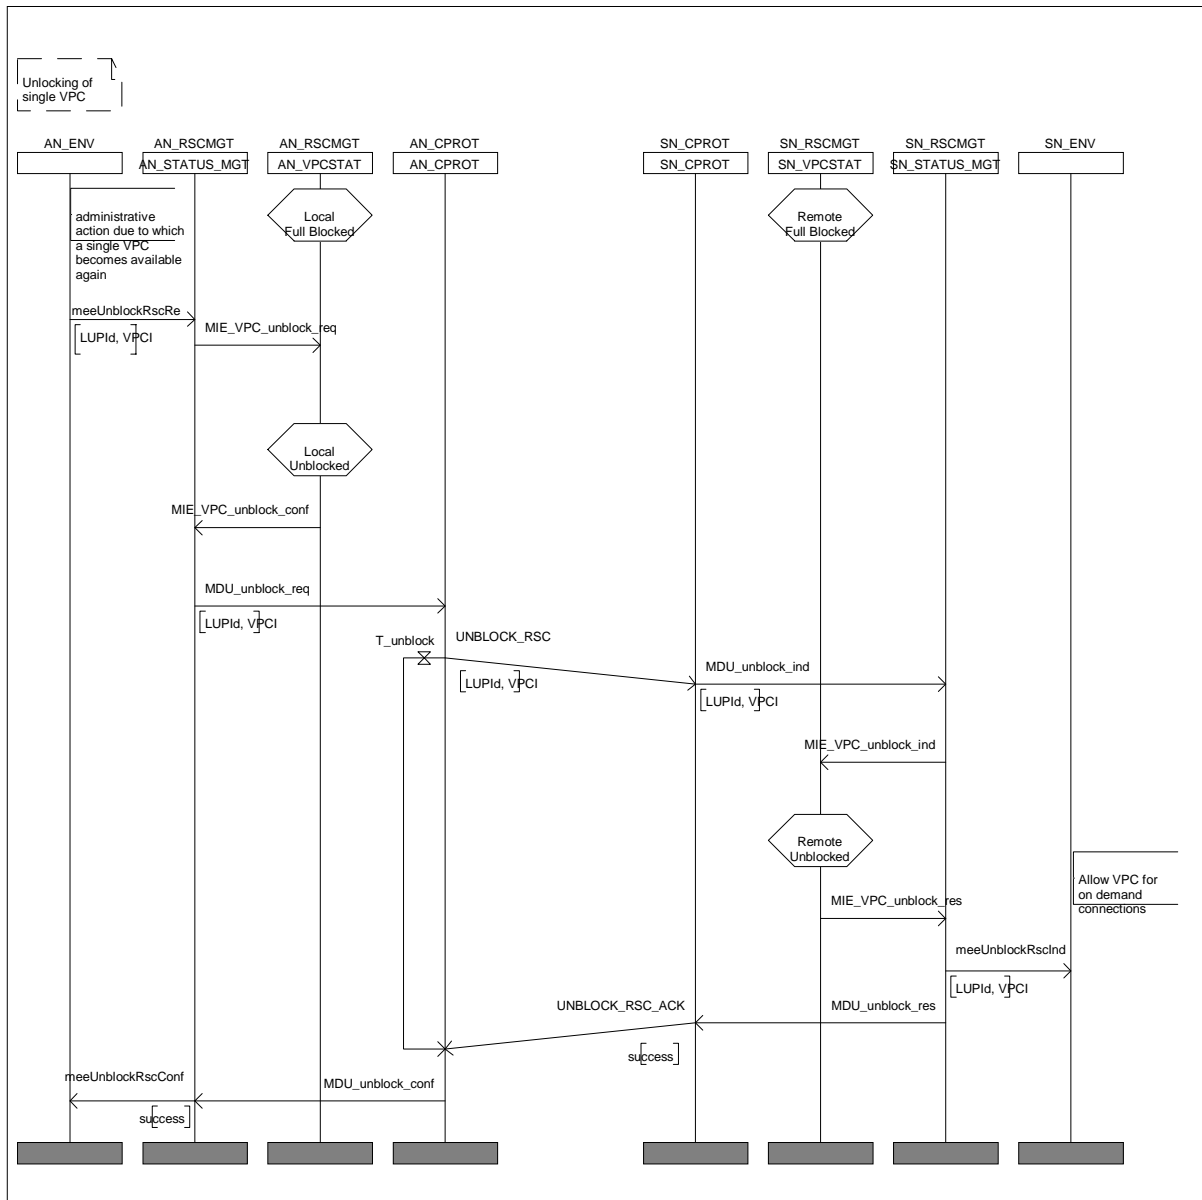 Unlocking of
single VPC
AN_ENV
AN_RSCMGT
AN_RSCMGT
AN_CPROT
SN_CPROT
SN_RSCMGT
SN_RSCMGT
SN_ENV
AN_STATUS_MGT
AN_VPCSTAT
AN_CPROT
SN_CPROT
SN_VPCSTAT
SN_STATUS_MGT
administrative
action due to which
a single VPC
becomes available
again
Local
Full Blocked
Remote
Full Blocked
meeUnblockRscRe
LUPId, VPCI
MIE_VPC_unblock_req
Local
Unblocked
MIE_VPC_unblock_conf
MDU_unblock_req
LUPId, VPCI
T_unblock
UNBLOCK_RSC
LUPId, VPCI
MDU_unblock_ind
LUPId, VPCI
MIE_VPC_unblock_ind
Remote
Unblocked
Allow VPC for
on demand
connections
MIE_VPC_unblock_res
meeUnblockRscInd
LUPId, VPCI
UNBLOCK_RSC_ACK
MDU_unblock_res
success
meeUnblockRscConf
MDU_unblock_conf
success